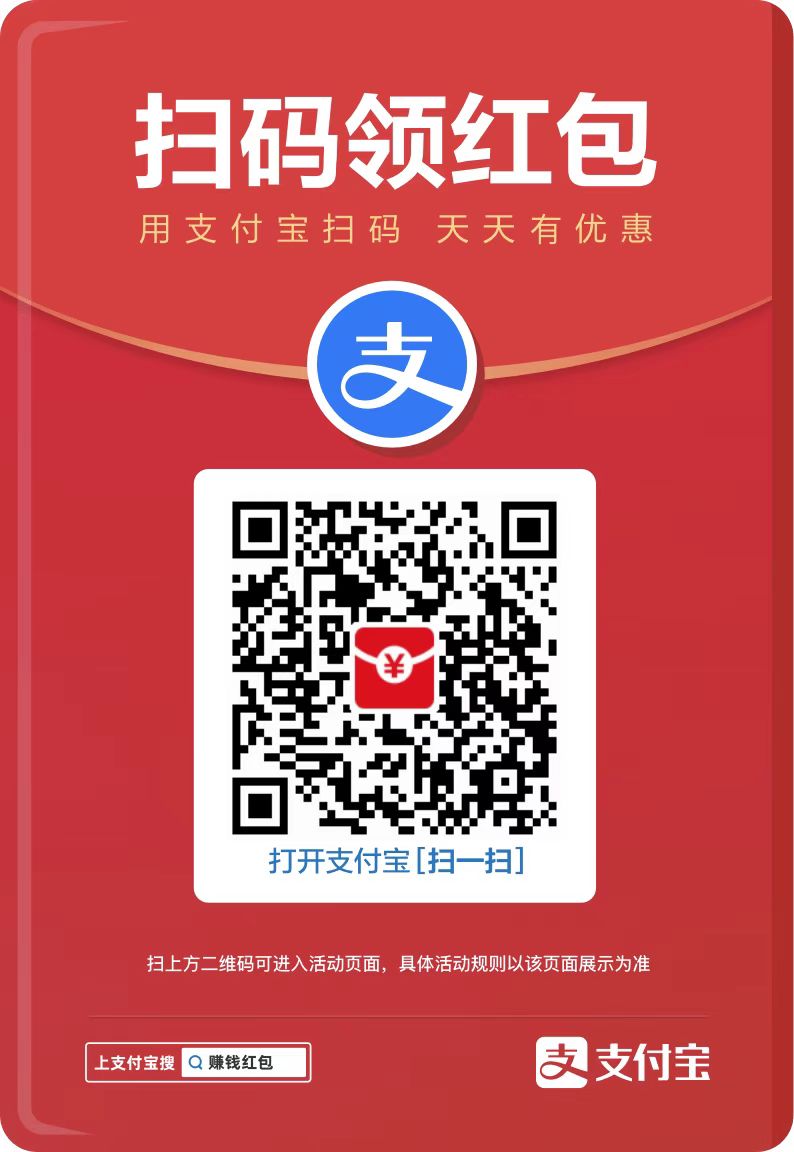 扫码领红包
用支付宝扫码 天天有优惠
支
¥
打开支付宝[扫一扫]
扫上方二维码可进入活动页面，具体活动规则以该页面展示为准
上支付宝搜 赚钱红包
支 支付宝